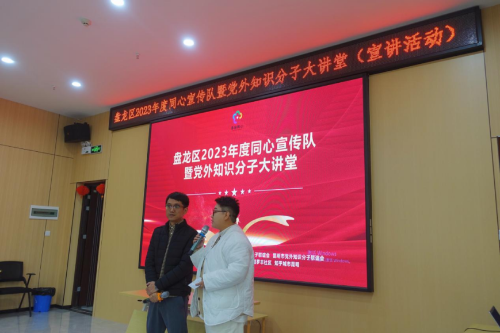 盘龙区2023年度同心宣传队暨党外知识分子大讲堂（宣讲活动）
盘龙区2023年度同心宣传队
暨党外知识分子大讲堂